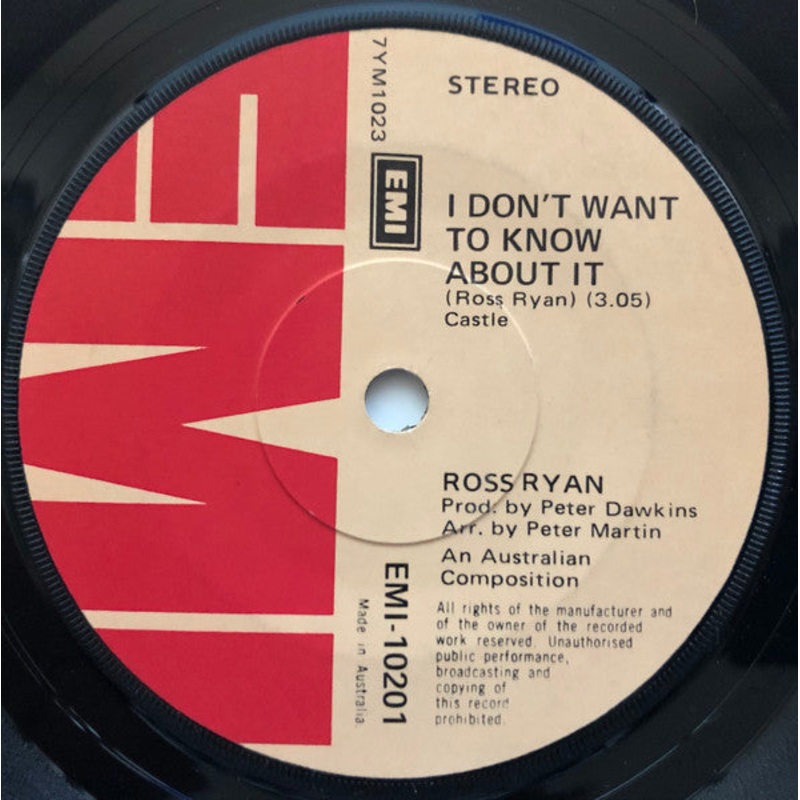 STEREO
7YM1023
EMI
I DON'T WANT
TO KNOW
ABOUT IT
(Ross Ryan) (3.05)
Castle
ROSS RYAN
Prod. by Peter Dawkins
Arr. by Peter Martin
An Australian
Composition
EMI-10201
Made in Australia.
All rights of the manufacturer and
of the owner of the recorded
work reserved. Unauthorised
public performance,
broadcasting and
copying of
this record
prohibited.
EMI